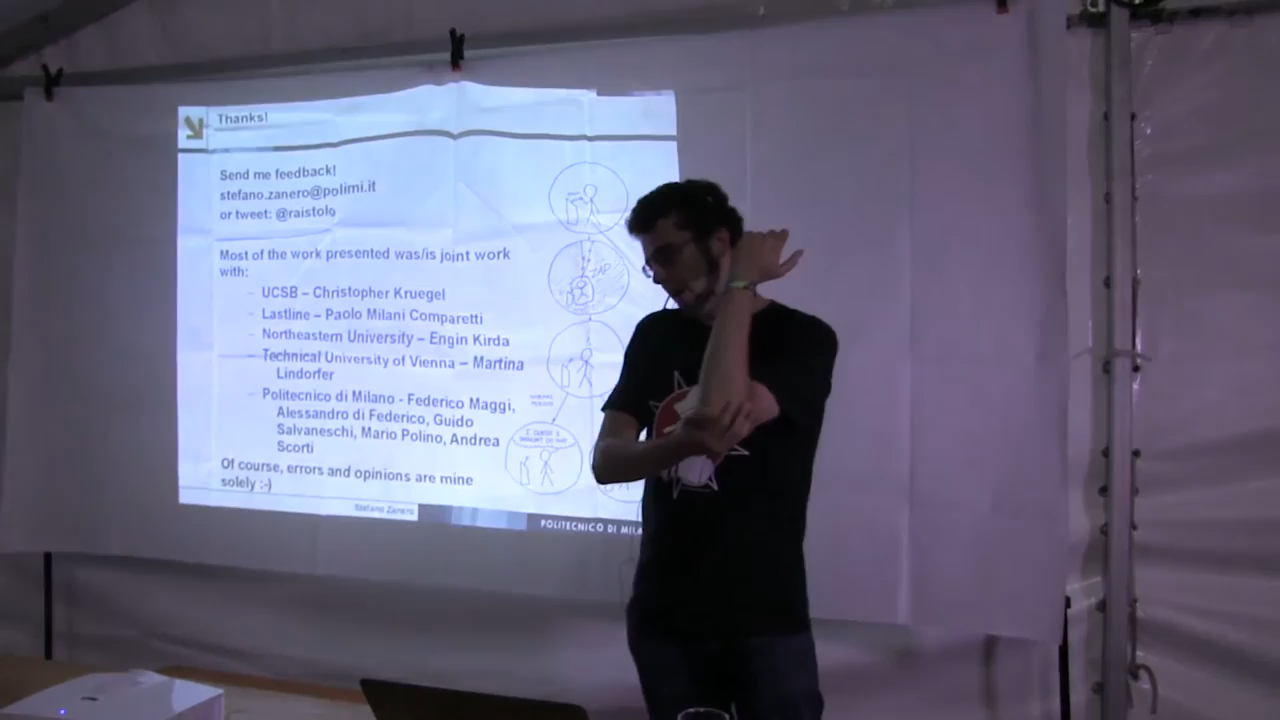 Thanks!
Send me feedback!
stefano.zanero@polimi.it
or tweet: @raistolo
Most of the work presented was/is joint work
with:
– UCSB – Christopher Kruegel
– Lastline – Paolo Milani Comparetti
– Northeastern University – Engin Kirda
– Technical University of Vienna – Martina
Lindorfer
– Politecnico di Milano - Federico Maggi,
Alessandro di Federico, Guido
Salvaneschi, Mario Polino, Andrea
Scorti
Of course, errors and opinions are mine
solely :-)
ZAP
Stefano Zanero
POLITECNICO DI